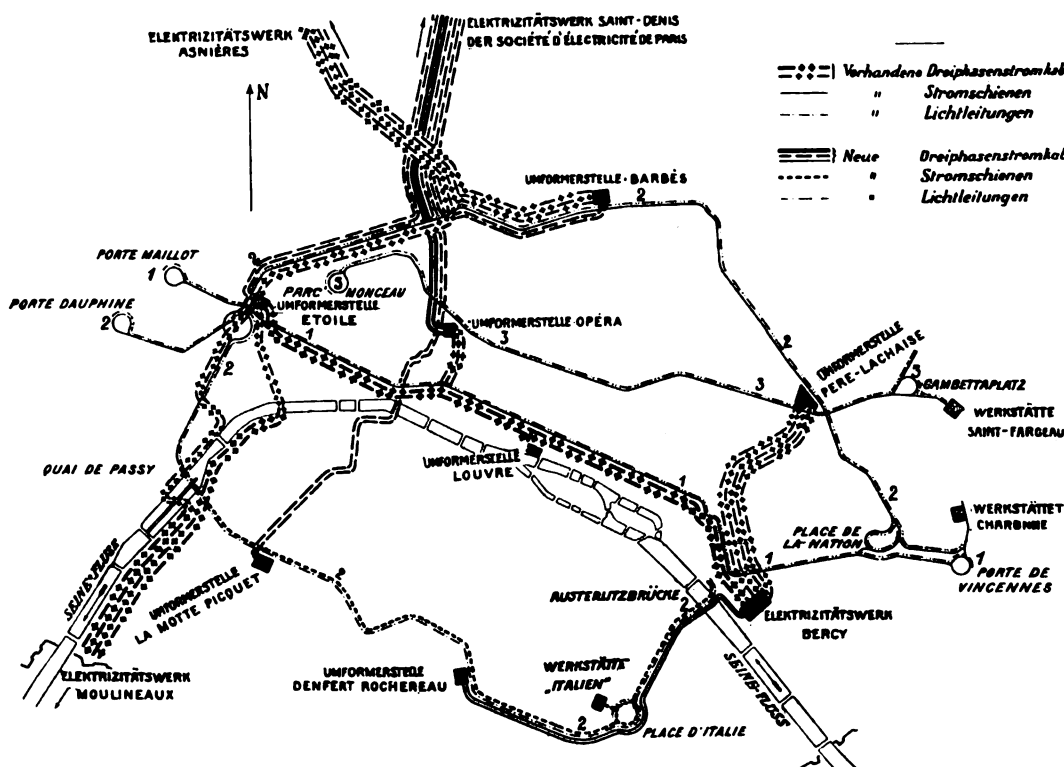 ELEKTRIZITÄTSWERK
ASNIÈRES
ELEKTRIZITÄTSWERK SAINT-DENIS
DER SOCIÉTÉ D'ÉLECTRICITÉ DE PARIS
} Vorhandene Dreiphasenstromkab
" Stromschienen
" Lichtleitungen
} Neue Dreiphasenstromkab
" Stromschienen
" Lichtleitungen
N
UMFORMERSTELLE-BARBÈS
2
2
PORTE MAILLOT
1
PORTE DAUPHINE
2
3
PARC MONCEAU
UMFORMERSTELLE
ETOILE
1
2
UMFORMERSTELLE-OPÉRA
3
2
UMFORMERSTELLE
PERE-LACHAISE
3
3
GAMBETTAPLATZ
WERKSTÄTTE
SAINT-FARGEAU
QUAI DE PASSY
UMFORMERSTELLE
LOUVRE
1
2
WERKSTÄTTE
CHARONNE
PLACE DE
LA NATION
1
1
PORTE DE
VINCENNES
SEINE-FLUSS
UMFORMERSTELLE
LA MOTTE PICQUET
2
AUSTERLITZBRÜCKE
2
ELEKTRIZITÄTSWERK
BERCY
ELEKTRIZITÄTSWERK
MOULINEAUX
UMFORMERSTELLE
DENFERT ROCHEREAU
WERKSTÄTTE
„ITALIEN"
2
PLACE D'ITALIE
SEINE-FLUSS